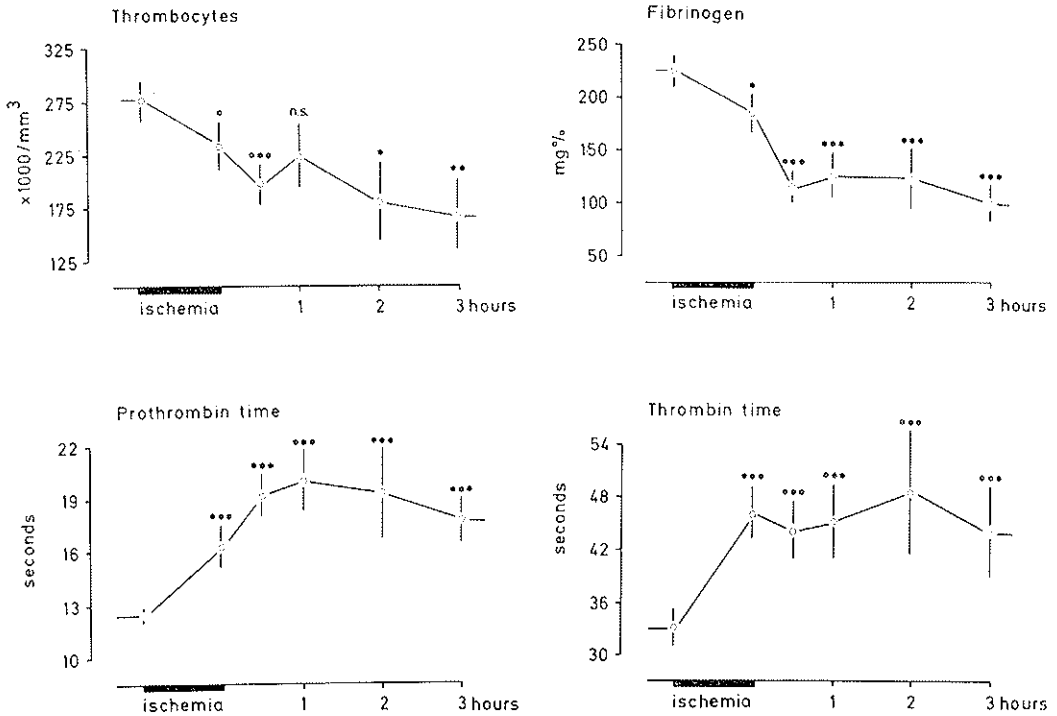 Thrombocytes
325
275
225
175
125
x1000/mm³
n.s.
*
**
***
ischemia
1
2
3 hours
Fibrinogen
250
200
150
100
50
mg%
*
***
***
***
***
ischemia
1
2
3 hours
Prothrombin time
22
19
16
13
10
seconds
***
***
***
***
***
ischemia
1
2
3 hours
Thrombin time
54
48
42
36
30
seconds
***
***
***
***
***
ischemia
1
2
3 hours